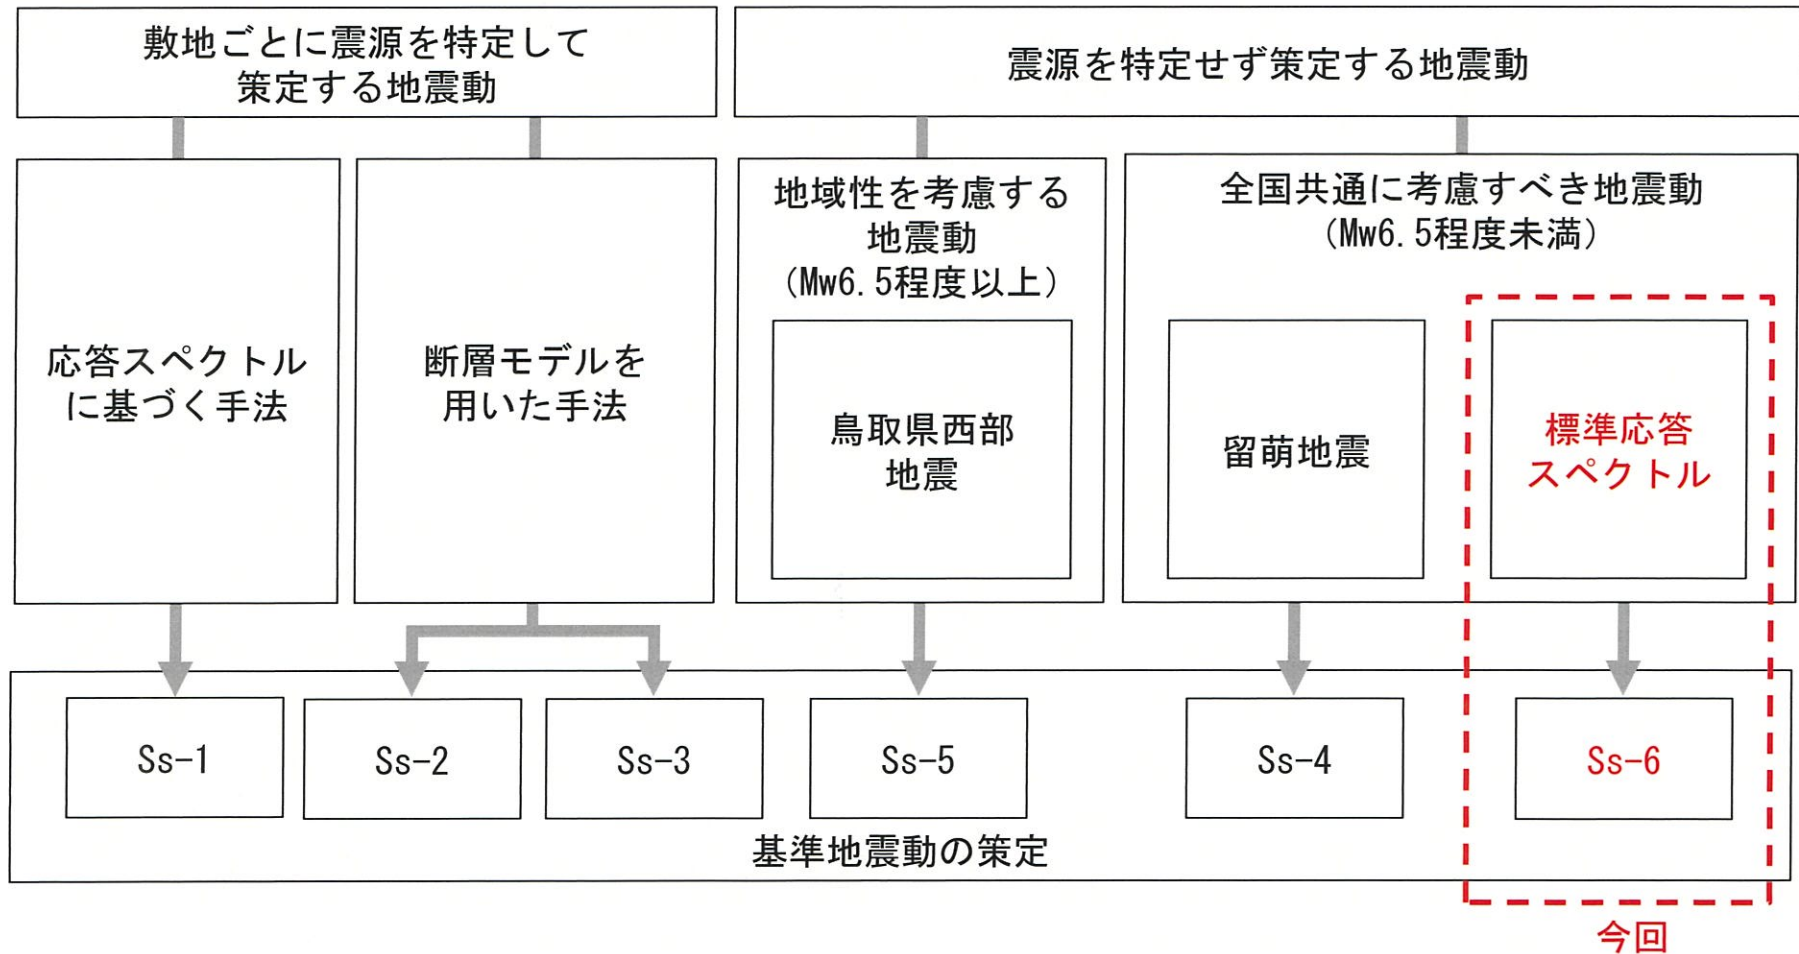 敷地ごとに震源を特定して
策定する地震動
震源を特定せず策定する地震動
応答スペクトル
に基づく手法
断層モデルを
用いた手法
地域性を考慮する
地震動
(Mw6.5程度以上)
鳥取県西部
地震
全国共通に考慮すべき地震動
(Mw6.5程度未満)
留萌地震
標準応答
スペクトル
Ss-1
Ss-2
Ss-3
Ss-5
Ss-4
Ss-6
基準地震動の策定
今回